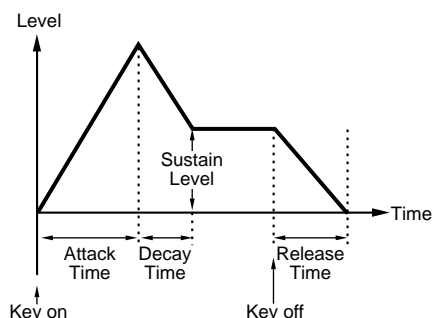 Level
Sustain
Level
Time
Attack
Time
Decay
Time
Release
Time
Key on
Key off